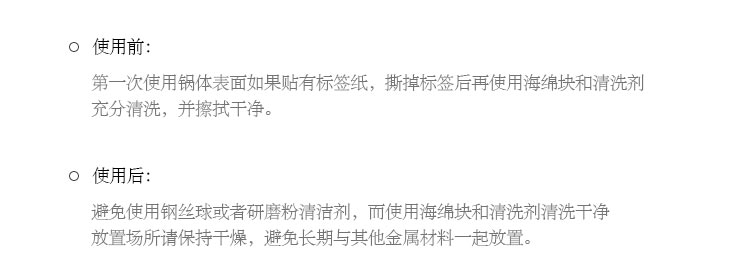 使用前：
第一次使用锅体表面如果贴有标签纸，撕掉标签后再使用海绵块和清洗剂
充分清洗，并擦拭干净。
使用后：
避免使用钢丝球或者研磨粉清洁剂，而使用海绵块和清洗剂清洗干净
放置场所请保持干燥，避免长期与其他金属材料一起放置。